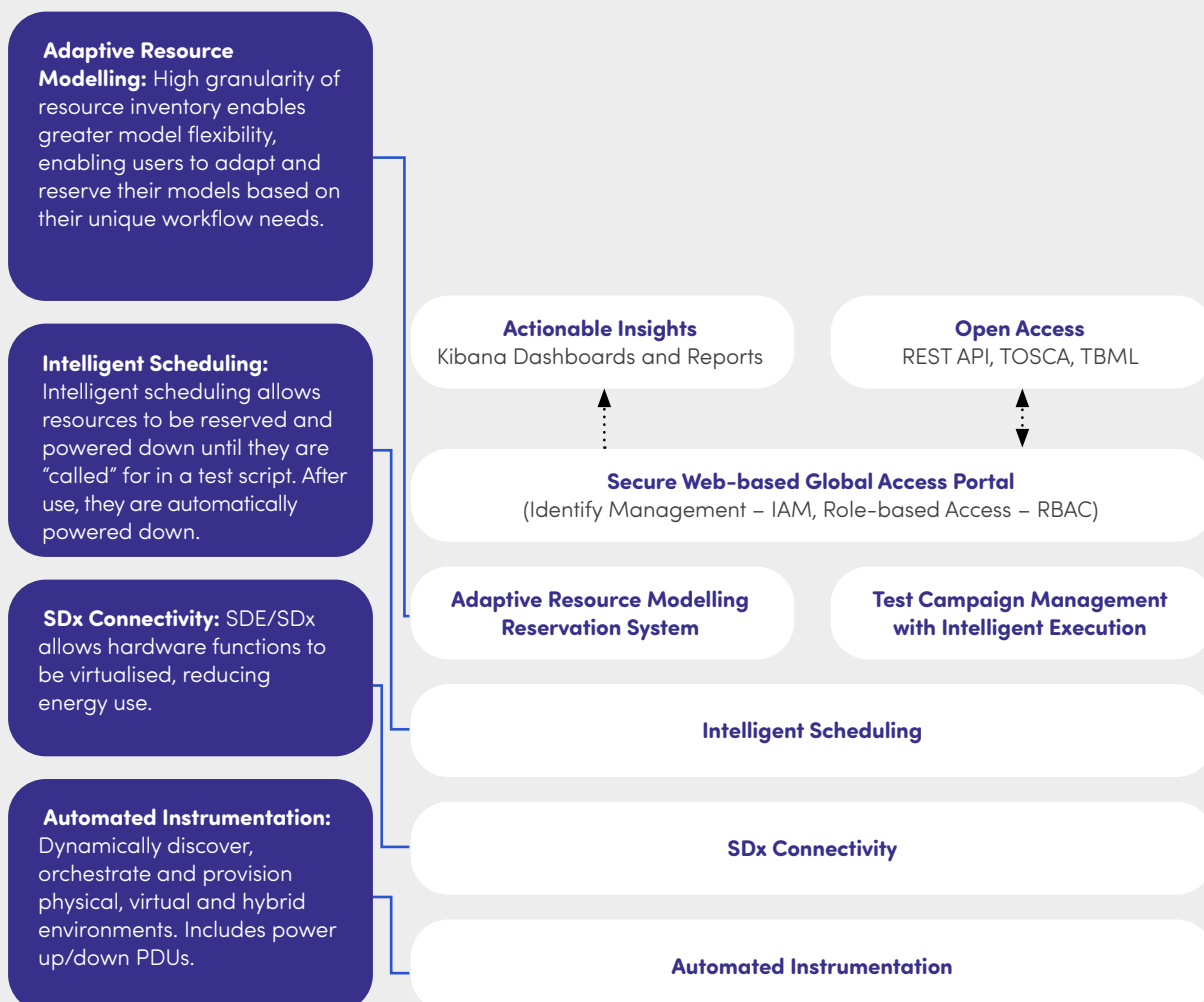 Adaptive Resource
Modelling: High granularity of
resource inventory enables
greater model flexibility,
enabling users to adapt and
reserve their models based on
their unique workflow needs.
Intelligent Scheduling:
Intelligent scheduling allows
resources to be reserved and
powered down until they are
“called” for in a test script. After
use, they are automatically
powered down.
SDx Connectivity: SDE/SDx
allows hardware functions to
be virtualised, reducing
energy use.
Automated Instrumentation:
Dynamically discover,
orchestrate and provision
physical, virtual and hybrid
environments. Includes power
up/down PDUs.
Actionable Insights
Kibana Dashboards and Reports
Open Access
REST API, TOSCA, TBML
Secure Web-based Global Access Portal
(Identify Management – IAM, Role-based Access – RBAC)
Adaptive Resource Modelling
Reservation System
Test Campaign Management
with Intelligent Execution
Intelligent Scheduling
SDx Connectivity
Automated Instrumentation